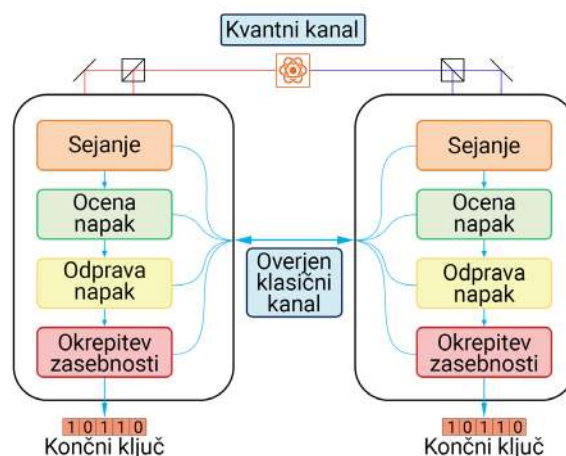 Kvantni kanal
Sejanje
Ocena
napak
Odprava
napak
Okrepitev
zasebnosti
10110
Končni ključ
Overjen
klasični
kanal
Sejanje
Ocena
napak
Odprava
napak
Okrepitev
zasebnosti
10110
Končni ključ